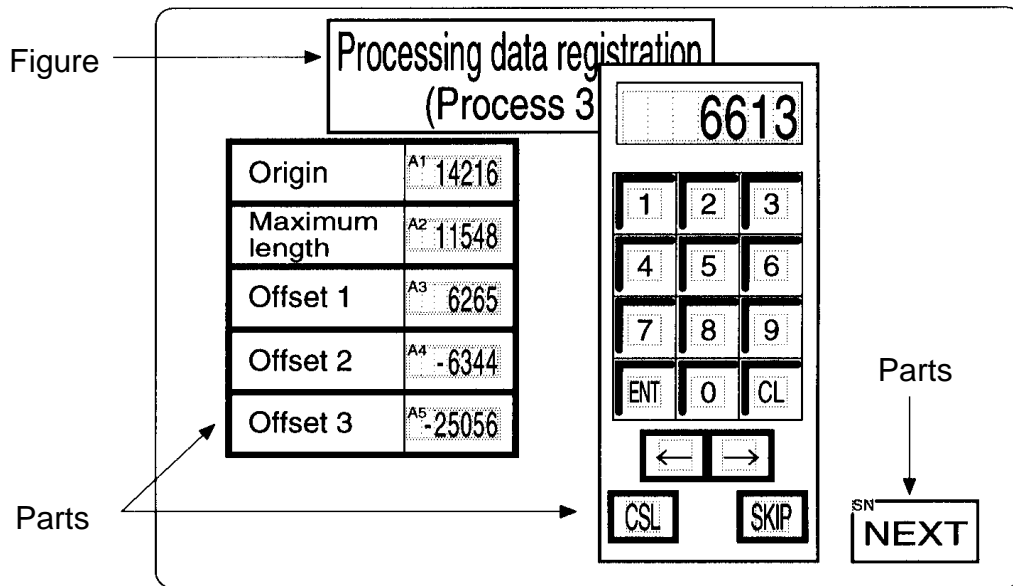 Figure
Processing data registration
(Process 3
6613
Origin A1 14216
Maximum
length A2 11548
Offset 1 A3 6265
Offset 2 A4 -6344
Offset 3 A5 -25056
1 2 3
4 5 6
7 8 9
ENT 0 CL
← →
CSL SKIP
Parts
Parts
SN
NEXT